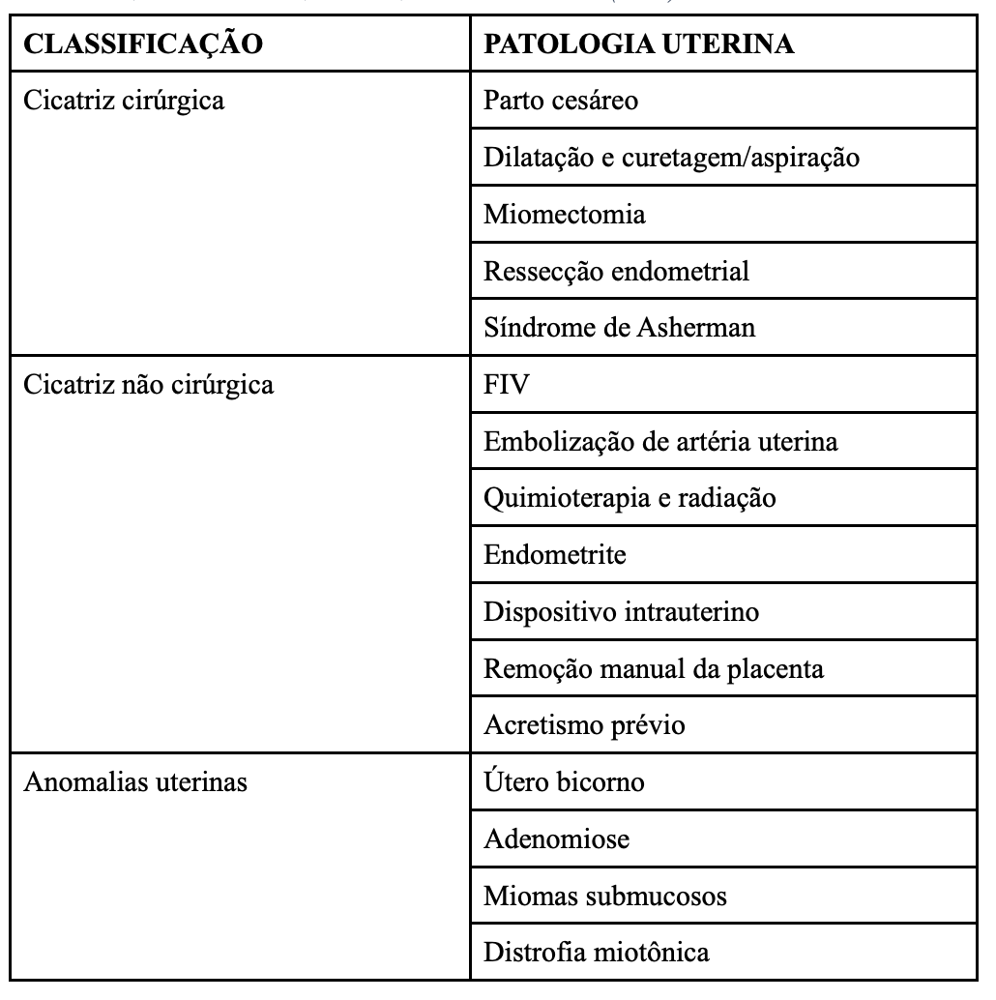 CLASSIFICAÇÃO PATOLOGIA UTERINA
Cicatriz cirúrgica Parto cesáreo
Dilatação e curetagem/aspiração
Miomectomia
Ressecção endometrial
Síndrome de Asherman
Cicatriz não cirúrgica FIV
Embolização de artéria uterina
Quimioterapia e radiação
Endometrite
Dispositivo intrauterino
Remoção manual da placenta
Acretismo prévio
Anomalias uterinas Útero bicorno
Adenomiose
Miomas submucosos
Distrofia miotônica